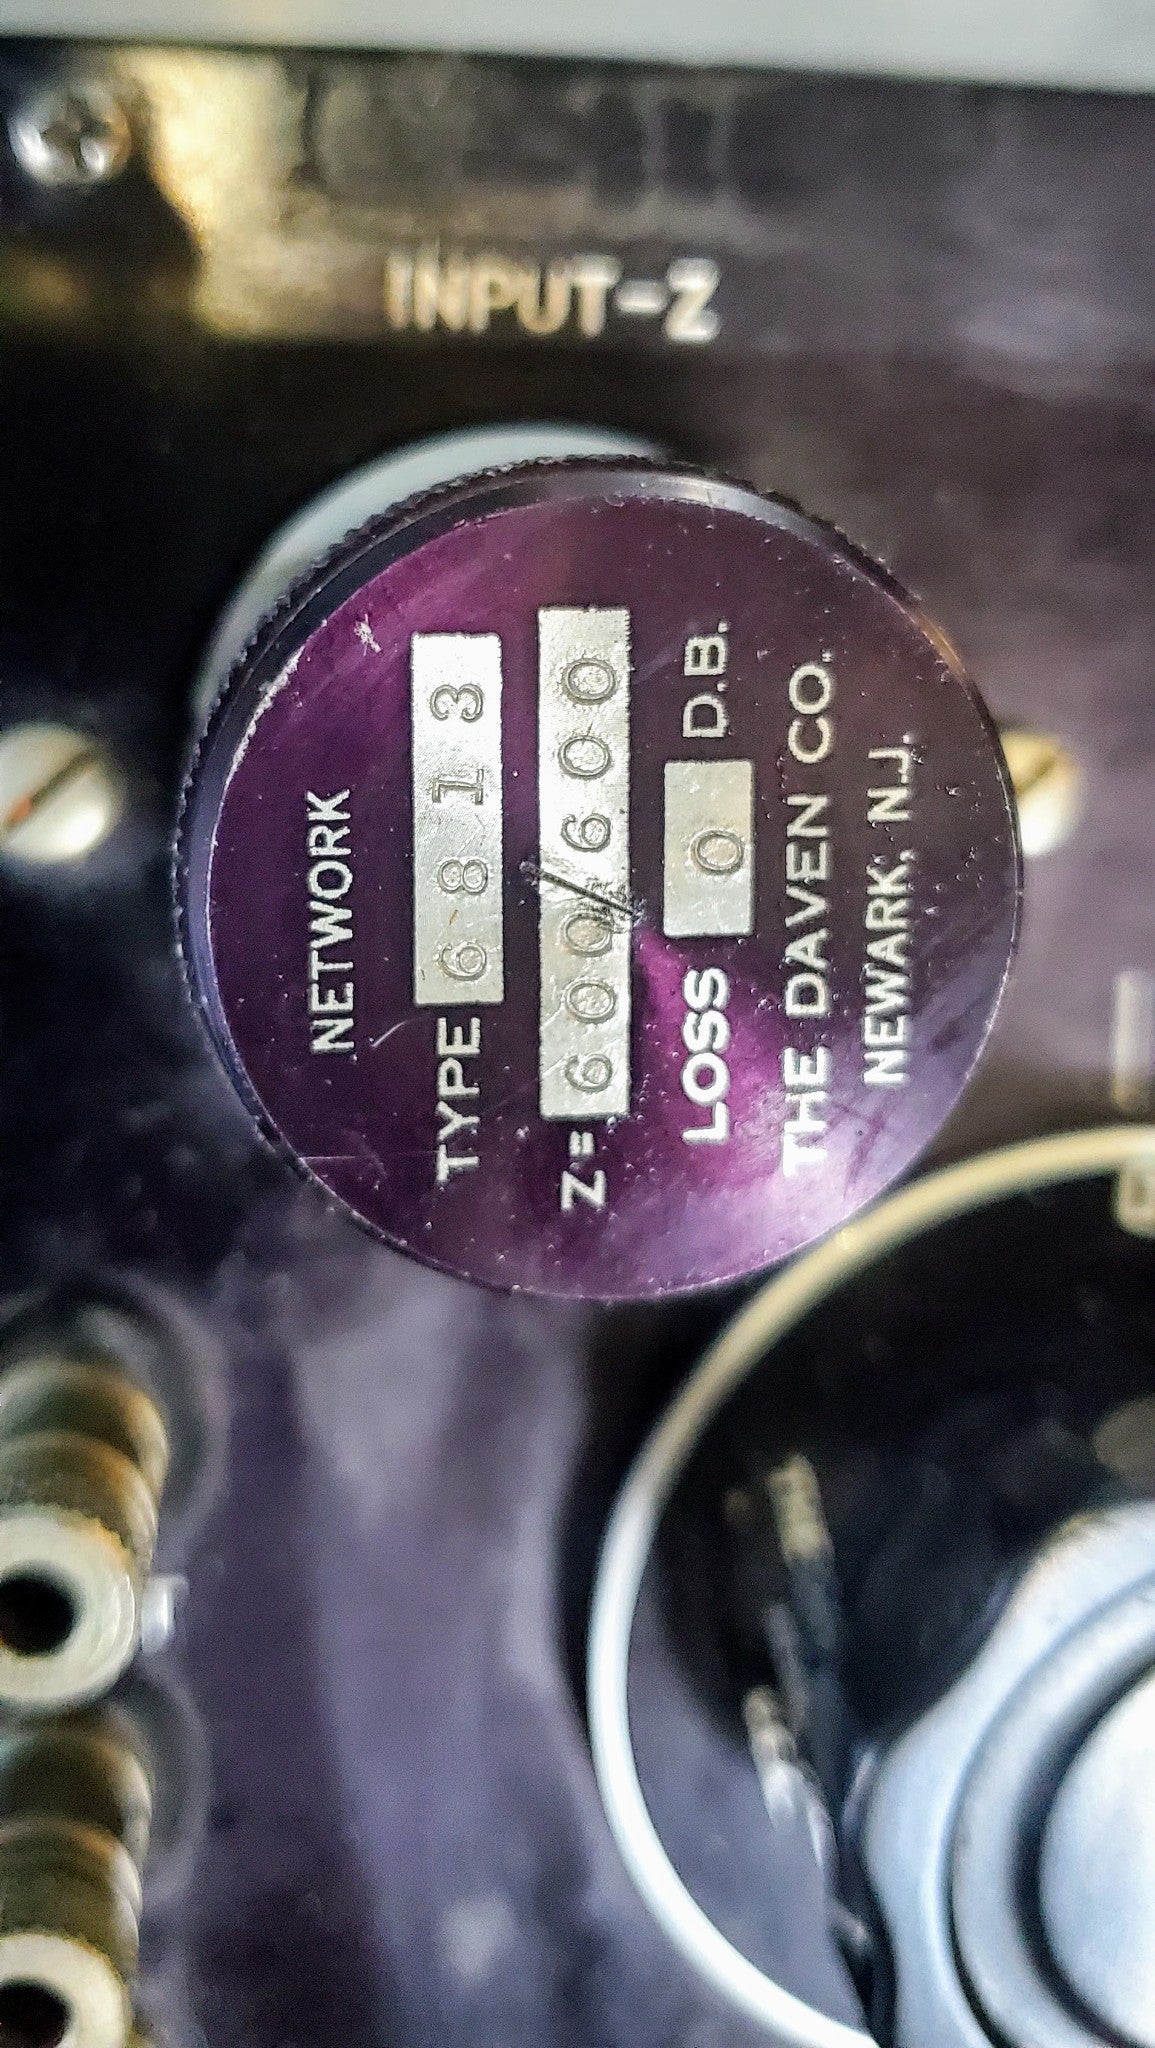 INPUT-Z
NETWORK
TYPE 6813
Z= 600/600
LOSS 0 D.B.
THE DAVEN CO.
NEWARK, N.J.